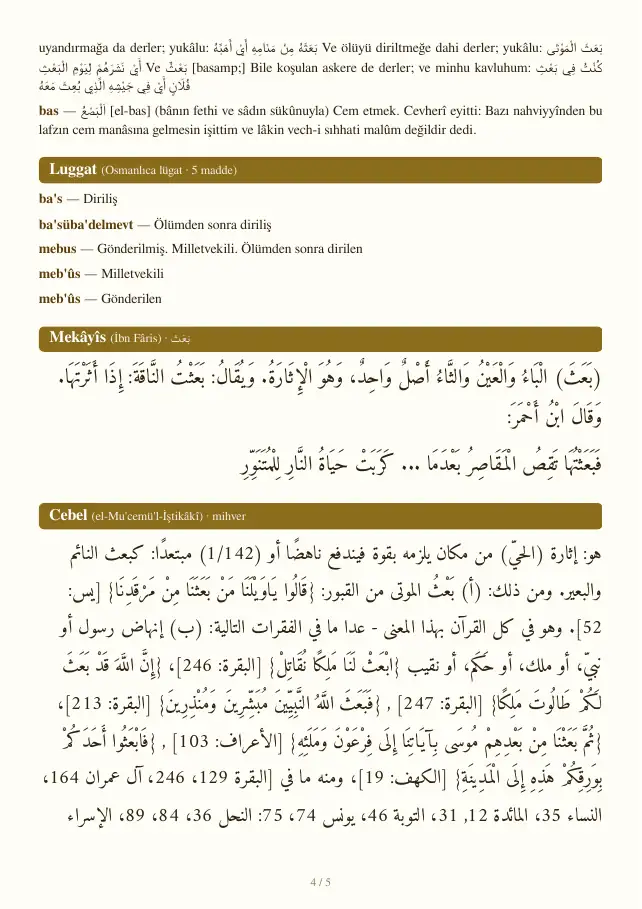 uyandırmağa da derler; yukâlu: بَعَثَهُ مِنْ مَنَامِهِ أَيْ أَهَبَّهُ Ve ölüyü diriltmeğe dahi derler; yukâlu: بَعَثَ الْمَوْتَى
أَيْ نَشَرَهُمْ لِيَوْمِ الْبَعْثِ Ve بَعْثٌ [basamp;] Bile koşulan askere de derler; ve minhu kavluhum: كُنْتُ فِي بَعْثِ
فُلَانٍ أَيْ فِي جَيْشِهِ الَّذِي بُعِثَ مَعَهُ
bas — اَلْبَصْعُ [el-bas] (bânın fethi ve sâdın sükûnuyla) Cem etmek. Cevherî eyitti: Bazı nahviyyînden bu
lafzın cem manâsına gelmesin işittim ve lâkin vech-i sıhhati malûm değildir dedi.
Luggat (Osmanlıca lügat · 5 madde)
ba's — Diriliş
ba'süba'delmevt — Ölümden sonra diriliş
mebus — Gönderilmiş. Milletvekili. Ölümden sonra dirilen
meb'ûs — Milletvekili
meb'ûs — Gönderilen
Mekâyîs (İbn Fâris) · بَعَثَ
(بَعَثَ) الْبَاءُ وَالْعَيْنُ وَالثَّاءُ أَصْلٌ وَاحِدٌ، وَهُوَ الْإِثَارَةُ. وَيُقَالُ: بَعَثْتُ النَّاقَةَ: إِذَا أَثَرْتَهَا.
وَقَالَ ابْنُ أَحْمَرَ:
فَبَعَثْتُهَا تَقِصُ الْمَقَاصِرُ بَعْدَمَا ... كَرَبَتْ حَيَاةُ النَّارِ لِلْمُتَنَوِّرِ
Cebel (el-Mu'cemü'l-İştikâkî) · mihver
هو: إثارة (الحيّ) من مكان يلزمه بقوة فيندفع ناهضًا أو (1/142) مبتعدًا: كبعث النائم
والبعير. ومن ذلك: (أ) بَعْثُ الموتى من القبور: {قَالُوا يَاوَيْلَنَا مَنْ بَعَثَنَا مِنْ مَرْقَدِنَا} [يس:
52]. وهو في كل القرآن بهذا المعنى - عدا ما في الفقرات التالية: (ب) إنهاض رسول أو
نبيّ، أو ملك، أو حَكَم، أو نقيب {ابْعَثْ لَنَا مَلِكًا نُقَاتِلْ} [البقرة: 246]، {إِنَّ اللَّهَ قَدْ بَعَثَ
لَكُمْ طَالُوتَ مَلِكًا} [البقرة: 247] , {فَبَعَثَ اللَّهُ النَّبِيِّينَ مُبَشِّرِينَ وَمُنْذِرِينَ} [البقرة: 213]،
{ثُمَّ بَعَثْنَا مِنْ بَعْدِهِمْ مُوسَى بِآيَاتِنَا إِلَى فِرْعَوْنَ وَمَلَئِهِ} [الأعراف: 103] , {فَابْعَثُوا أَحَدَكُمْ
بِوَرِقِكُمْ هَذِهِ إِلَى الْمَدِينَةِ} [الكهف: 19]، ومنه ما في [البقرة 129، 246، آل عمران 164،
النساء 35، المائدة 12, 31، التوبة 46، يونس 74، 75: النحل 36، 84، 89، الإسراء
4 / 5